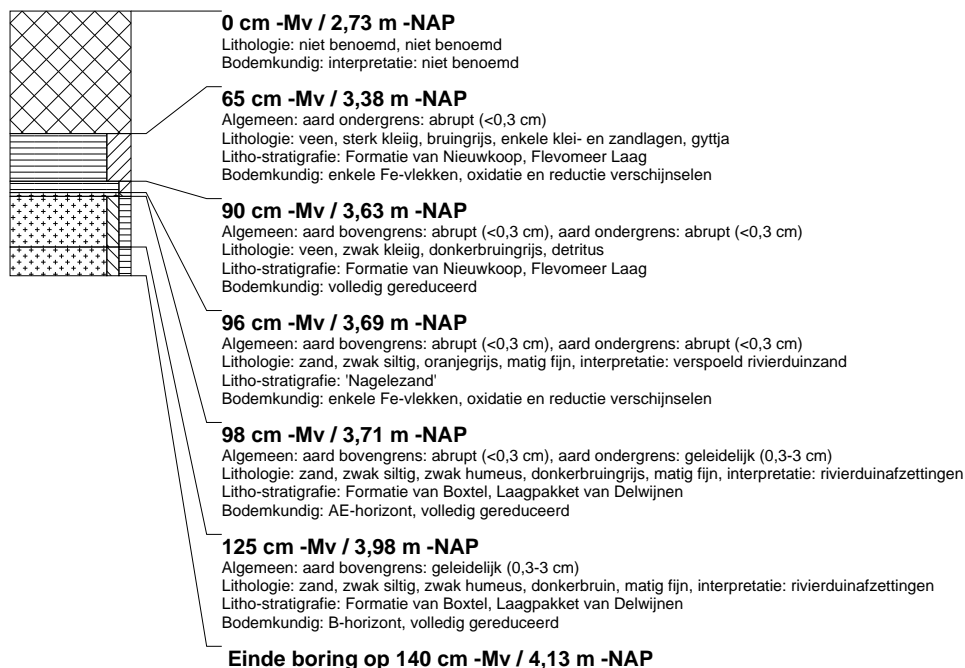 0 cm -Mv / 2,73 m -NAP
Lithologie: niet benoemd, niet benoemd
Bodemkundig: interpretatie: niet benoemd
65 cm -Mv / 3,38 m -NAP
Algemeen: aard ondergrens: abrupt (<0,3 cm)
Lithologie: veen, sterk kleiig, bruingrijs, enkele klei- en zandlagen, gyttja
Litho-stratigrafie: Formatie van Nieuwkoop, Flevomeer Laag
Bodemkundig: enkele Fe-vlekken, oxidatie en reductie verschijnselen
90 cm -Mv / 3,63 m -NAP
Algemeen: aard bovengrens: abrupt (<0,3 cm), aard ondergrens: abrupt (<0,3 cm)
Lithologie: veen, zwak kleiig, donkerbruingrijs, detritus
Litho-stratigrafie: Formatie van Nieuwkoop, Flevomeer Laag
Bodemkundig: volledig gereduceerd
96 cm -Mv / 3,69 m -NAP
Algemeen: aard bovengrens: abrupt (<0,3 cm), aard ondergrens: abrupt (<0,3 cm)
Lithologie: zand, zwak siltig, oranjegrijs, matig fijn, interpretatie: verspoeld rivierduinzand
Litho-stratigrafie: 'Nagelezand'
Bodemkundig: enkele Fe-vlekken, oxidatie en reductie verschijnselen
98 cm -Mv / 3,71 m -NAP
Algemeen: aard bovengrens: abrupt (<0,3 cm), aard ondergrens: geleidelijk (0,3-3 cm)
Lithologie: zand, zwak siltig, zwak humeus, donkerbruingrijs, matig fijn, interpretatie: rivierduinafzettingen
Litho-stratigrafie: Formatie van Boxtel, Laagpakket van Delwijnen
Bodemkundig: AE-horizont, volledig gereduceerd
125 cm -Mv / 3,98 m -NAP
Algemeen: aard bovengrens: geleidelijk (0,3-3 cm)
Lithologie: zand, zwak siltig, zwak humeus, donkerbruin, matig fijn, interpretatie: rivierduinafzettingen
Litho-stratigrafie: Formatie van Boxtel, Laagpakket van Delwijnen
Bodemkundig: B-horizont, volledig gereduceerd
Einde boring op 140 cm -Mv / 4,13 m -NAP